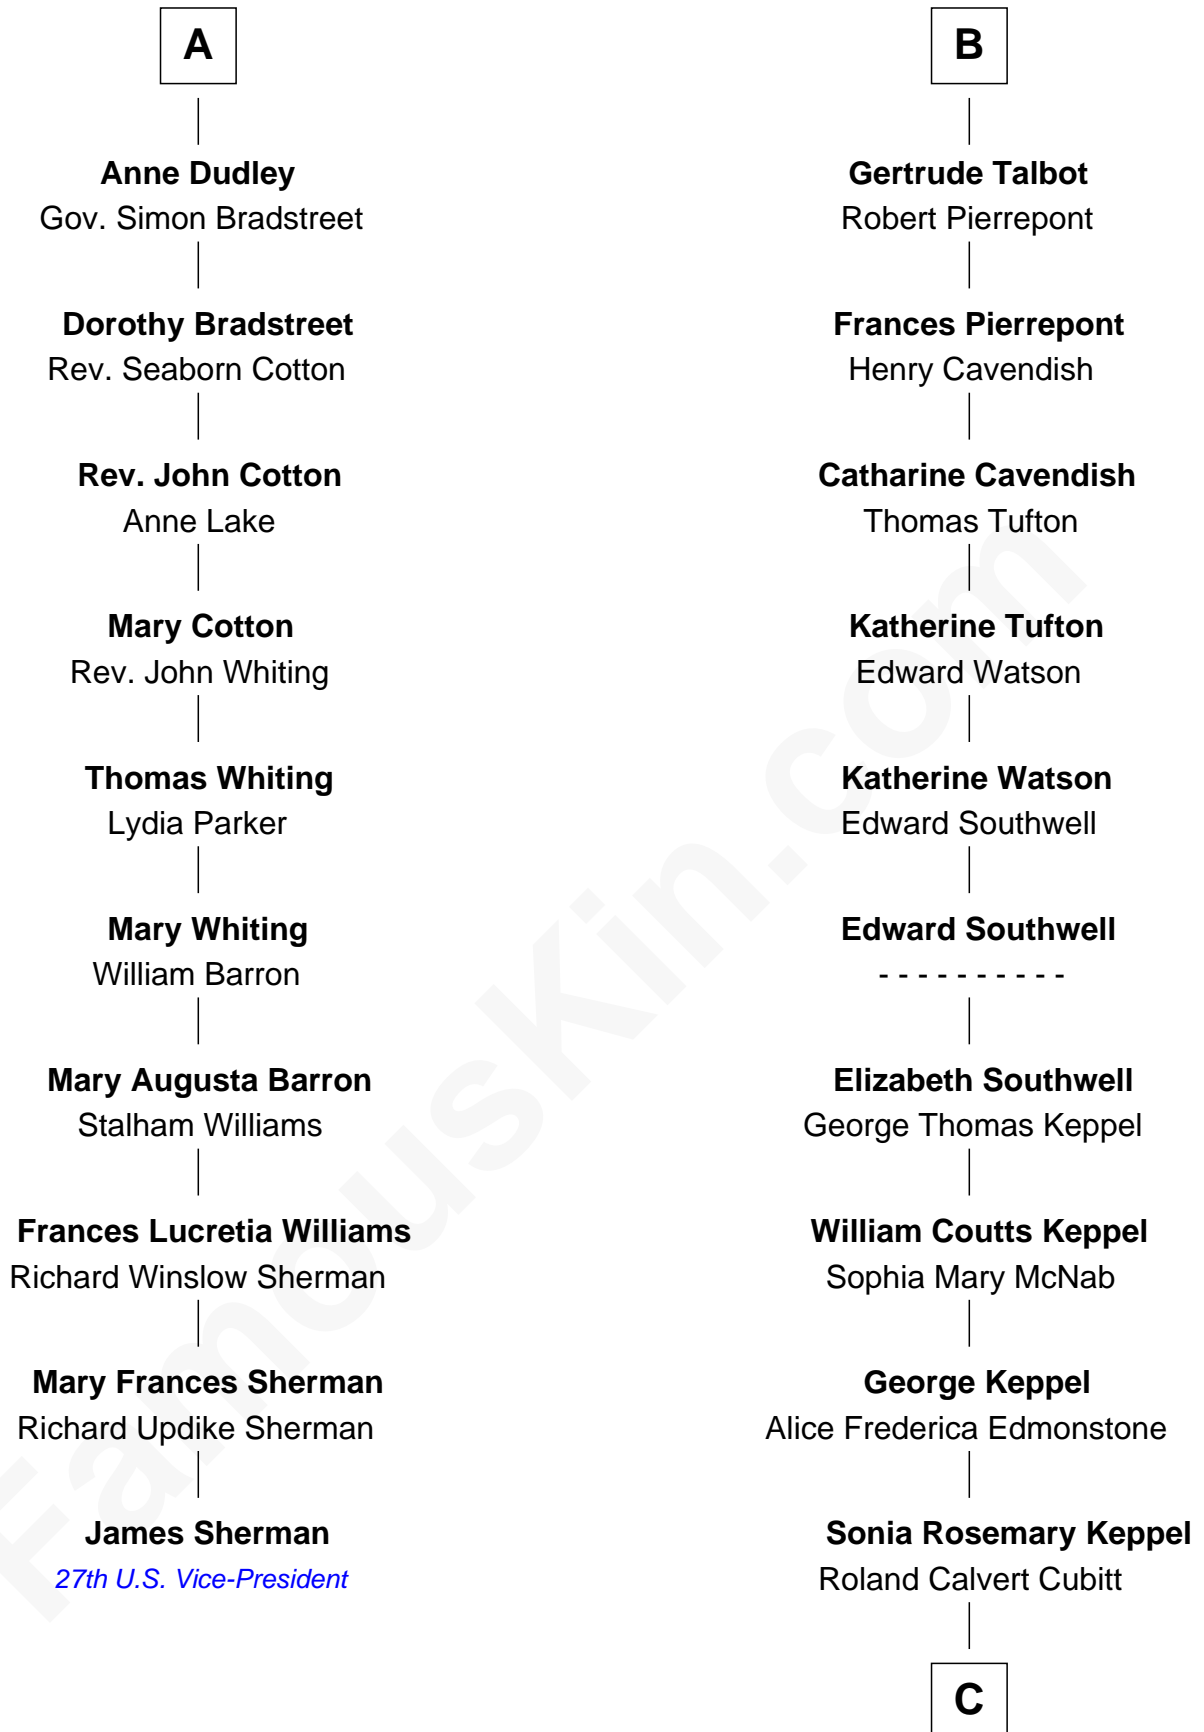 A
Anne Dudley
Gov. Simon Bradstreet
Dorothy Bradstreet
Rev. Seaborn Cotton
Rev. John Cotton
Anne Lake
Mary Cotton
Rev. John Whiting
Thomas Whiting
Lydia Parker
Mary Whiting
William Barron
Mary Augusta Barron
Stalham Williams
Frances Lucretia Williams
Richard Winslow Sherman
Mary Frances Sherman
Richard Updike Sherman
James Sherman
27th U.S. Vice-President
B
Gertrude Talbot
Robert Pierrepont
Frances Pierrepont
Henry Cavendish
Catharine Cavendish
Thomas Tufton
Katherine Tufton
Edward Watson
Katherine Watson
Edward Southwell
Edward Southwell
- - - - - - - - - -
Elizabeth Southwell
George Thomas Keppel
William Coutts Keppel
Sophia Mary McNab
George Keppel
Alice Frederica Edmonstone
Sonia Rosemary Keppel
Roland Calvert Cubitt
C
FamousKin.com